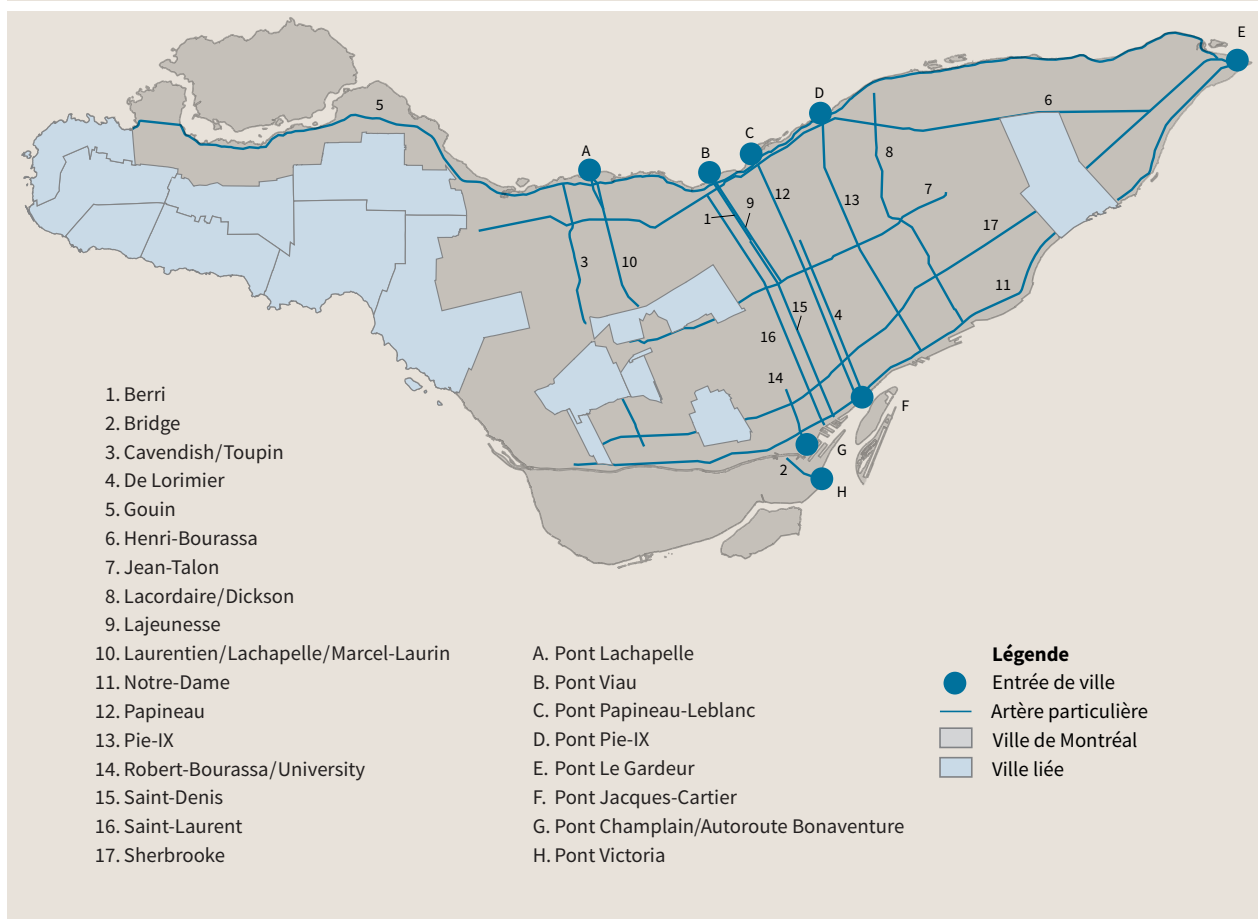 E
D
C
B
A
5
6
8
7
12
13
1
9
17
3
10
11
15
4
16
14
F
G
2
H
1. Berri
2. Bridge
3. Cavendish/Toupin
4. De Lorimier
5. Gouin
6. Henri-Bourassa
7. Jean-Talon
8. Lacordaire/Dickson
9. Lajeunesse
10. Laurentien/Lachapelle/Marcel-Laurin
11. Notre-Dame
12. Papineau
13. Pie-IX
14. Robert-Bourassa/University
15. Saint-Denis
16. Saint-Laurent
17. Sherbrooke
A. Pont Lachapelle
B. Pont Viau
C. Pont Papineau-Leblanc
D. Pont Pie-IX
E. Pont Le Gardeur
F. Pont Jacques-Cartier
G. Pont Champlain/Autoroute Bonaventure
H. Pont Victoria
Légende
Entrée de ville
Artère particulière
Ville de Montréal
Ville liée